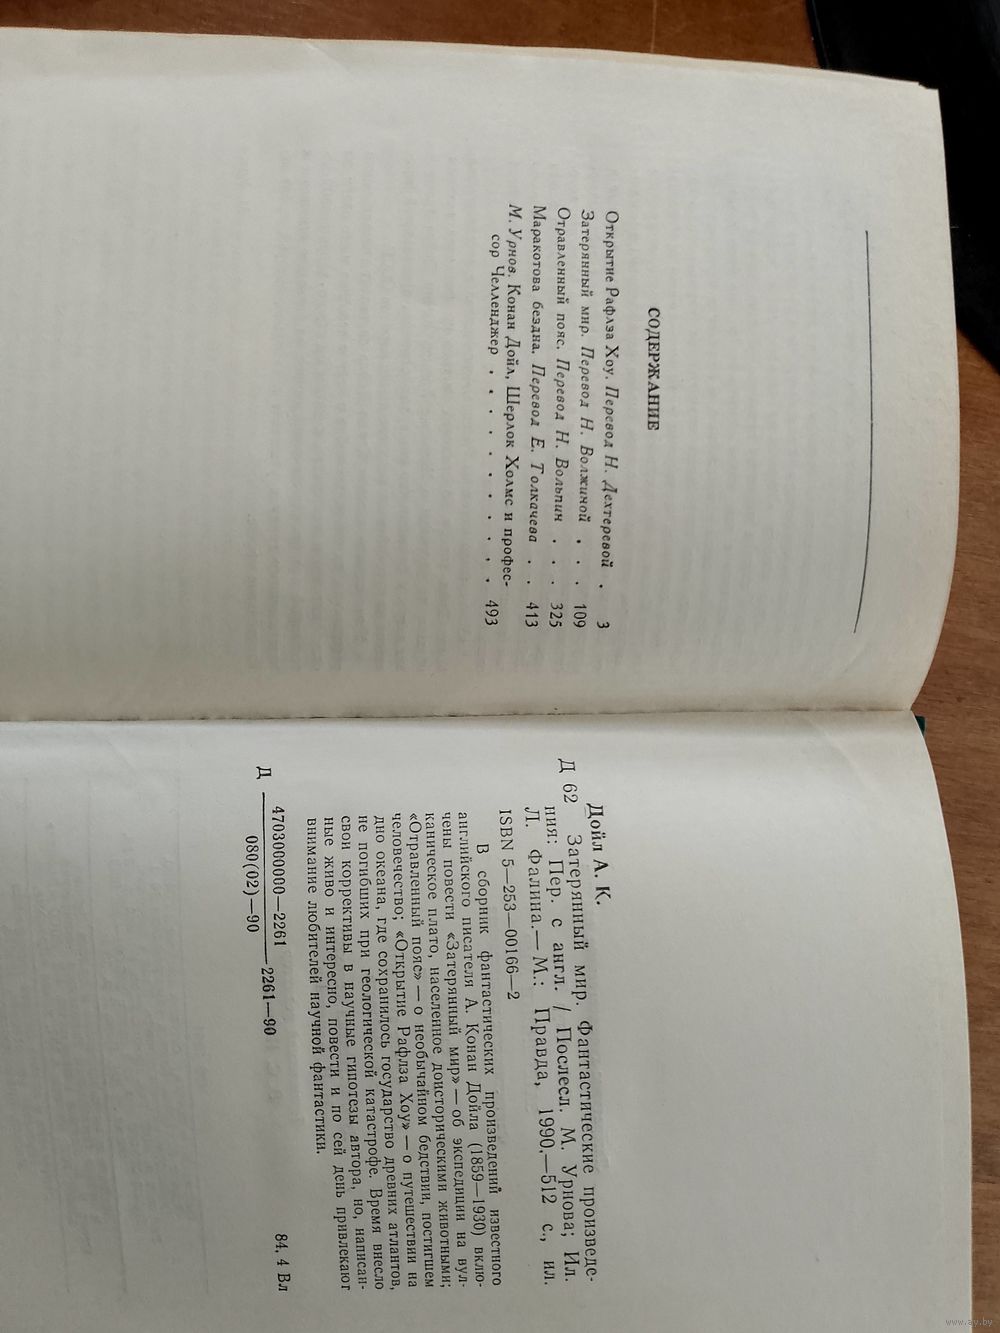 СОДЕРЖАНИЕ
Открытие Рафлза Хоу. Перевод Н. Дехтеревой . 3
Затерянный мир. Перевод Н. Волжиной . . . 109
Отравленный пояс. Перевод Н. Вольпин . . . 325
Маракотова бездна. Перевод Е. Толкачева . . 413
М. Урнов. Конан Дойл, Шерлок Холмс и профес-
сор Челленджер . . . . . . . . . . . 493
Дойл А. К.
Д 62 Затерянный мир. Фантастические произведе-
ния: Пер. с англ. / Послесл. М. Урнова; Ил.
Л. Фалина.— М.: Правда, 1990.—512 с., ил.
ISBN 5—253—00166—2
В сборник фантастических произведений известного
английского писателя А. Конан Дойла (1859—1930) вклю-
чены повести «Затерянный мир» — об экспедиции на вул-
каническое плато, населенное доисторическими животными;
«Отравленный пояс» — о необычайном бедствии, постигшем
человечество; «Открытие Рафлза Хоу» — о путешествии на
дно океана, где сохранилось государство древних атлантов,
не погибших при геологической катастрофе. Время внесло
свои коррективы в научные гипотезы автора, но, написан-
ные живо и интересно, повести и по сей день привлекают
внимание любителей научной фантастики.
Д 4703000000—2261 2261—90
080(02)—90
84. 4 Вл
www.ay.by